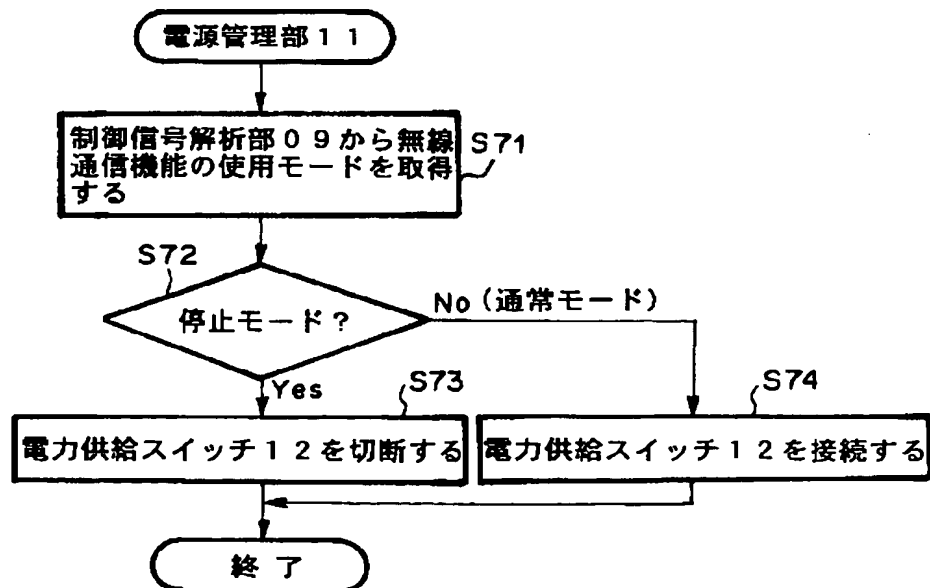 電源管理部11
制御信号解析部09から無線
通信機能の使用モードを取得
する
S71
S72
停止モード?
No(通常モード)
Yes
S73
S74
電力供給スイッチ12を切断する
電力供給スイッチ12を接続する
終了